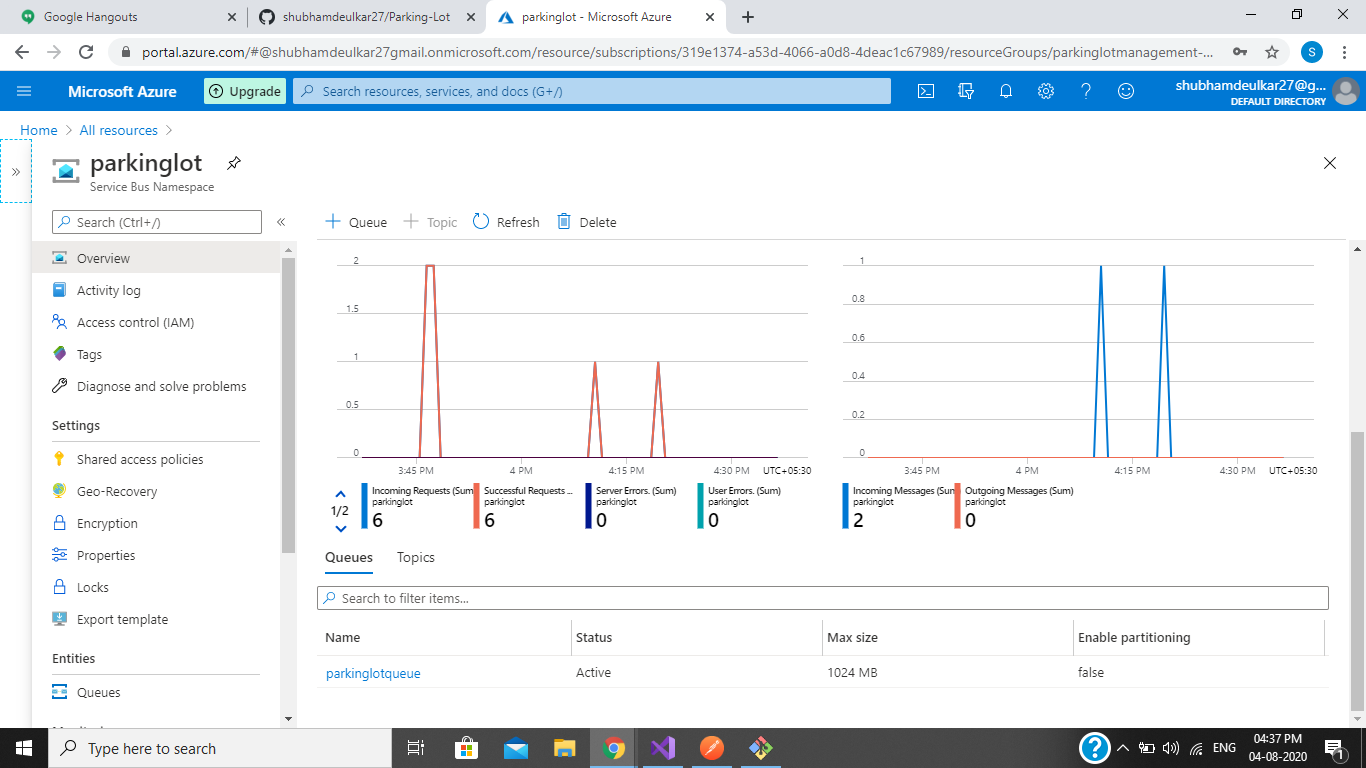 Google Hangouts
shubhamdeulkar27/Parking-Lot
parkinglot - Microsoft Azure
portal.azure.com/#@shubhamdeulkar27gmail.onmicrosoft.com/resource/subscriptions/319e1374-a53d-4066-a0d8-4deac1c67989/resourceGroups/parkinglotmanagement-...
S
Microsoft Azure
Upgrade
Search resources, services, and docs (G+/)
shubhamdeulkar27@g...
DEFAULT DIRECTORY
Home > All resources >
parkinglot
Service Bus Namespace
Search (Ctrl+/)
Overview
Activity log
Access control (IAM)
Tags
Diagnose and solve problems
Settings
Shared access policies
Geo-Recovery
Encryption
Properties
Locks
Export template
Entities
Queues
+ Queue
+ Topic
Refresh
Delete
2
1.5
1
0.5
0
3:45 PM 4 PM 4:15 PM 4:30 PM UTC+05:30
1/2
Incoming Requests (Sum)
parkinglot
6
Successful Requests ...
parkinglot
6
Server Errors. (Sum)
parkinglot
0
User Errors. (Sum)
parkinglot
0
1
0.8
0.6
0.4
0.2
0
3:45 PM 4 PM 4:15 PM 4:30 PM UTC+05:30
Incoming Messages (Sum)
parkinglot
2
Outgoing Messages (Sum)
parkinglot
0
Queues Topics
Search to filter items...
Name Status Max size Enable partitioning
parkinglotqueue Active 1024 MB false
Type here to search
ENG
04:37 PM
04-08-2020
1